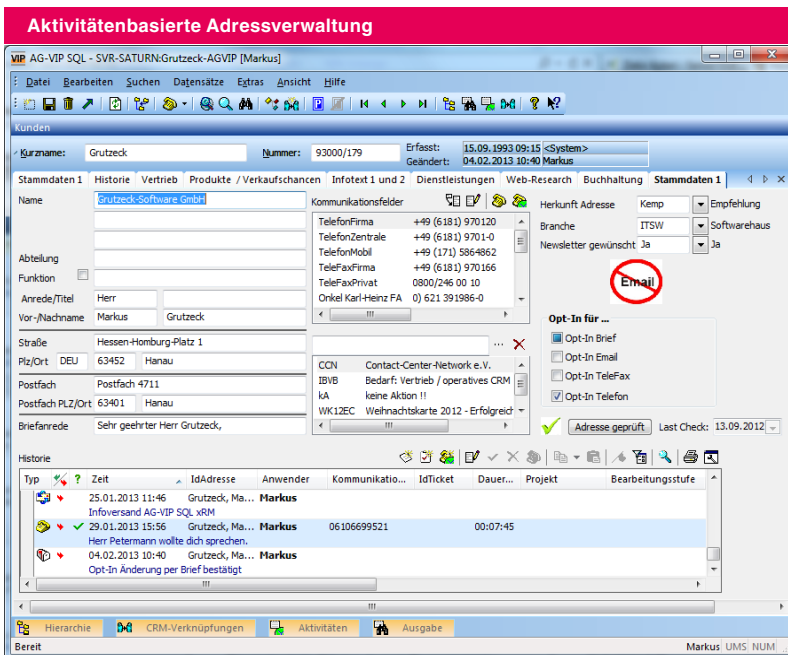 Aktivitätenbasierte Adressverwaltung
VIP AG-VIP SQL - SVR-SATURN:Grutzeck-AGVIP [Markus]
Datei Bearbeiten Suchen Datensätze Extras Ansicht Hilfe
Kunden
Kurzname: Grutzeck Nummer: 93000/179 Erfasst: 15.09.1993 09:15 <System>
Geändert: 04.02.2013 10:40 Markus
Stammdaten 1 Historie Vertrieb Produkte / Verkaufschancen Infotext 1 und 2 Dienstleistungen Web-Research Buchhaltung Stammdaten 1
Name Grutzeck-Software GmbH
Abteilung
Funktion
Anrede/Titel Herr
Vor-/Nachname Markus Grutzeck
Straße Hessen-Homburg-Platz 1
Plz/Ort DEU 63452 Hanau
Postfach Postfach 4711
Postfach PLZ/Ort 63401 Hanau
Briefanrede Sehr geehrter Herr Grutzeck,
Kommunikationsfelder
TelefonFirma +49 (6181) 970120
TelefonZentrale +49 (6181) 9701-0
TelefonMobil +49 (171) 5864862
TeleFaxFirma +49 (6181) 970166
TeleFaxPrivat 0800/246 00 10
Onkel Karl-Heinz FA 0) 621 391986-0
CCN Contact-Center-Network e.V.
IBVB Bedarf: Vertrieb / operatives CRM
kA keine Aktion !!
WK12EC Weihnachtskarte 2012 - Erfolgreich
Herkunft Adresse Kemp Empfehlung
Branche ITSW Softwarehaus
Newsletter gewünscht Ja Ja
Email
Opt-In für ...
Opt-In Brief
Opt-In Email
Opt-In TeleFax
Opt-In Telefon
Adresse geprüft Last Check: 13.09.2012
Historie
Typ ? Zeit IdAdresse Anwender Kommunikatio... IdTicket Dauer... Projekt Bearbeitungsstufe
25.01.2013 11:46 Grutzeck, Ma... Markus
Infoversand AG-VIP SQL xRM
29.01.2013 15:56 Grutzeck, Ma... Markus 06106699521 00:07:45
Herr Petermann wollte dich sprechen.
04.02.2013 10:40 Grutzeck, Ma... Markus
Opt-In Änderung per Brief bestätigt
Hierarchie CRM-Verknüpfungen Aktivitäten Ausgabe
Bereit Markus UMS NUM